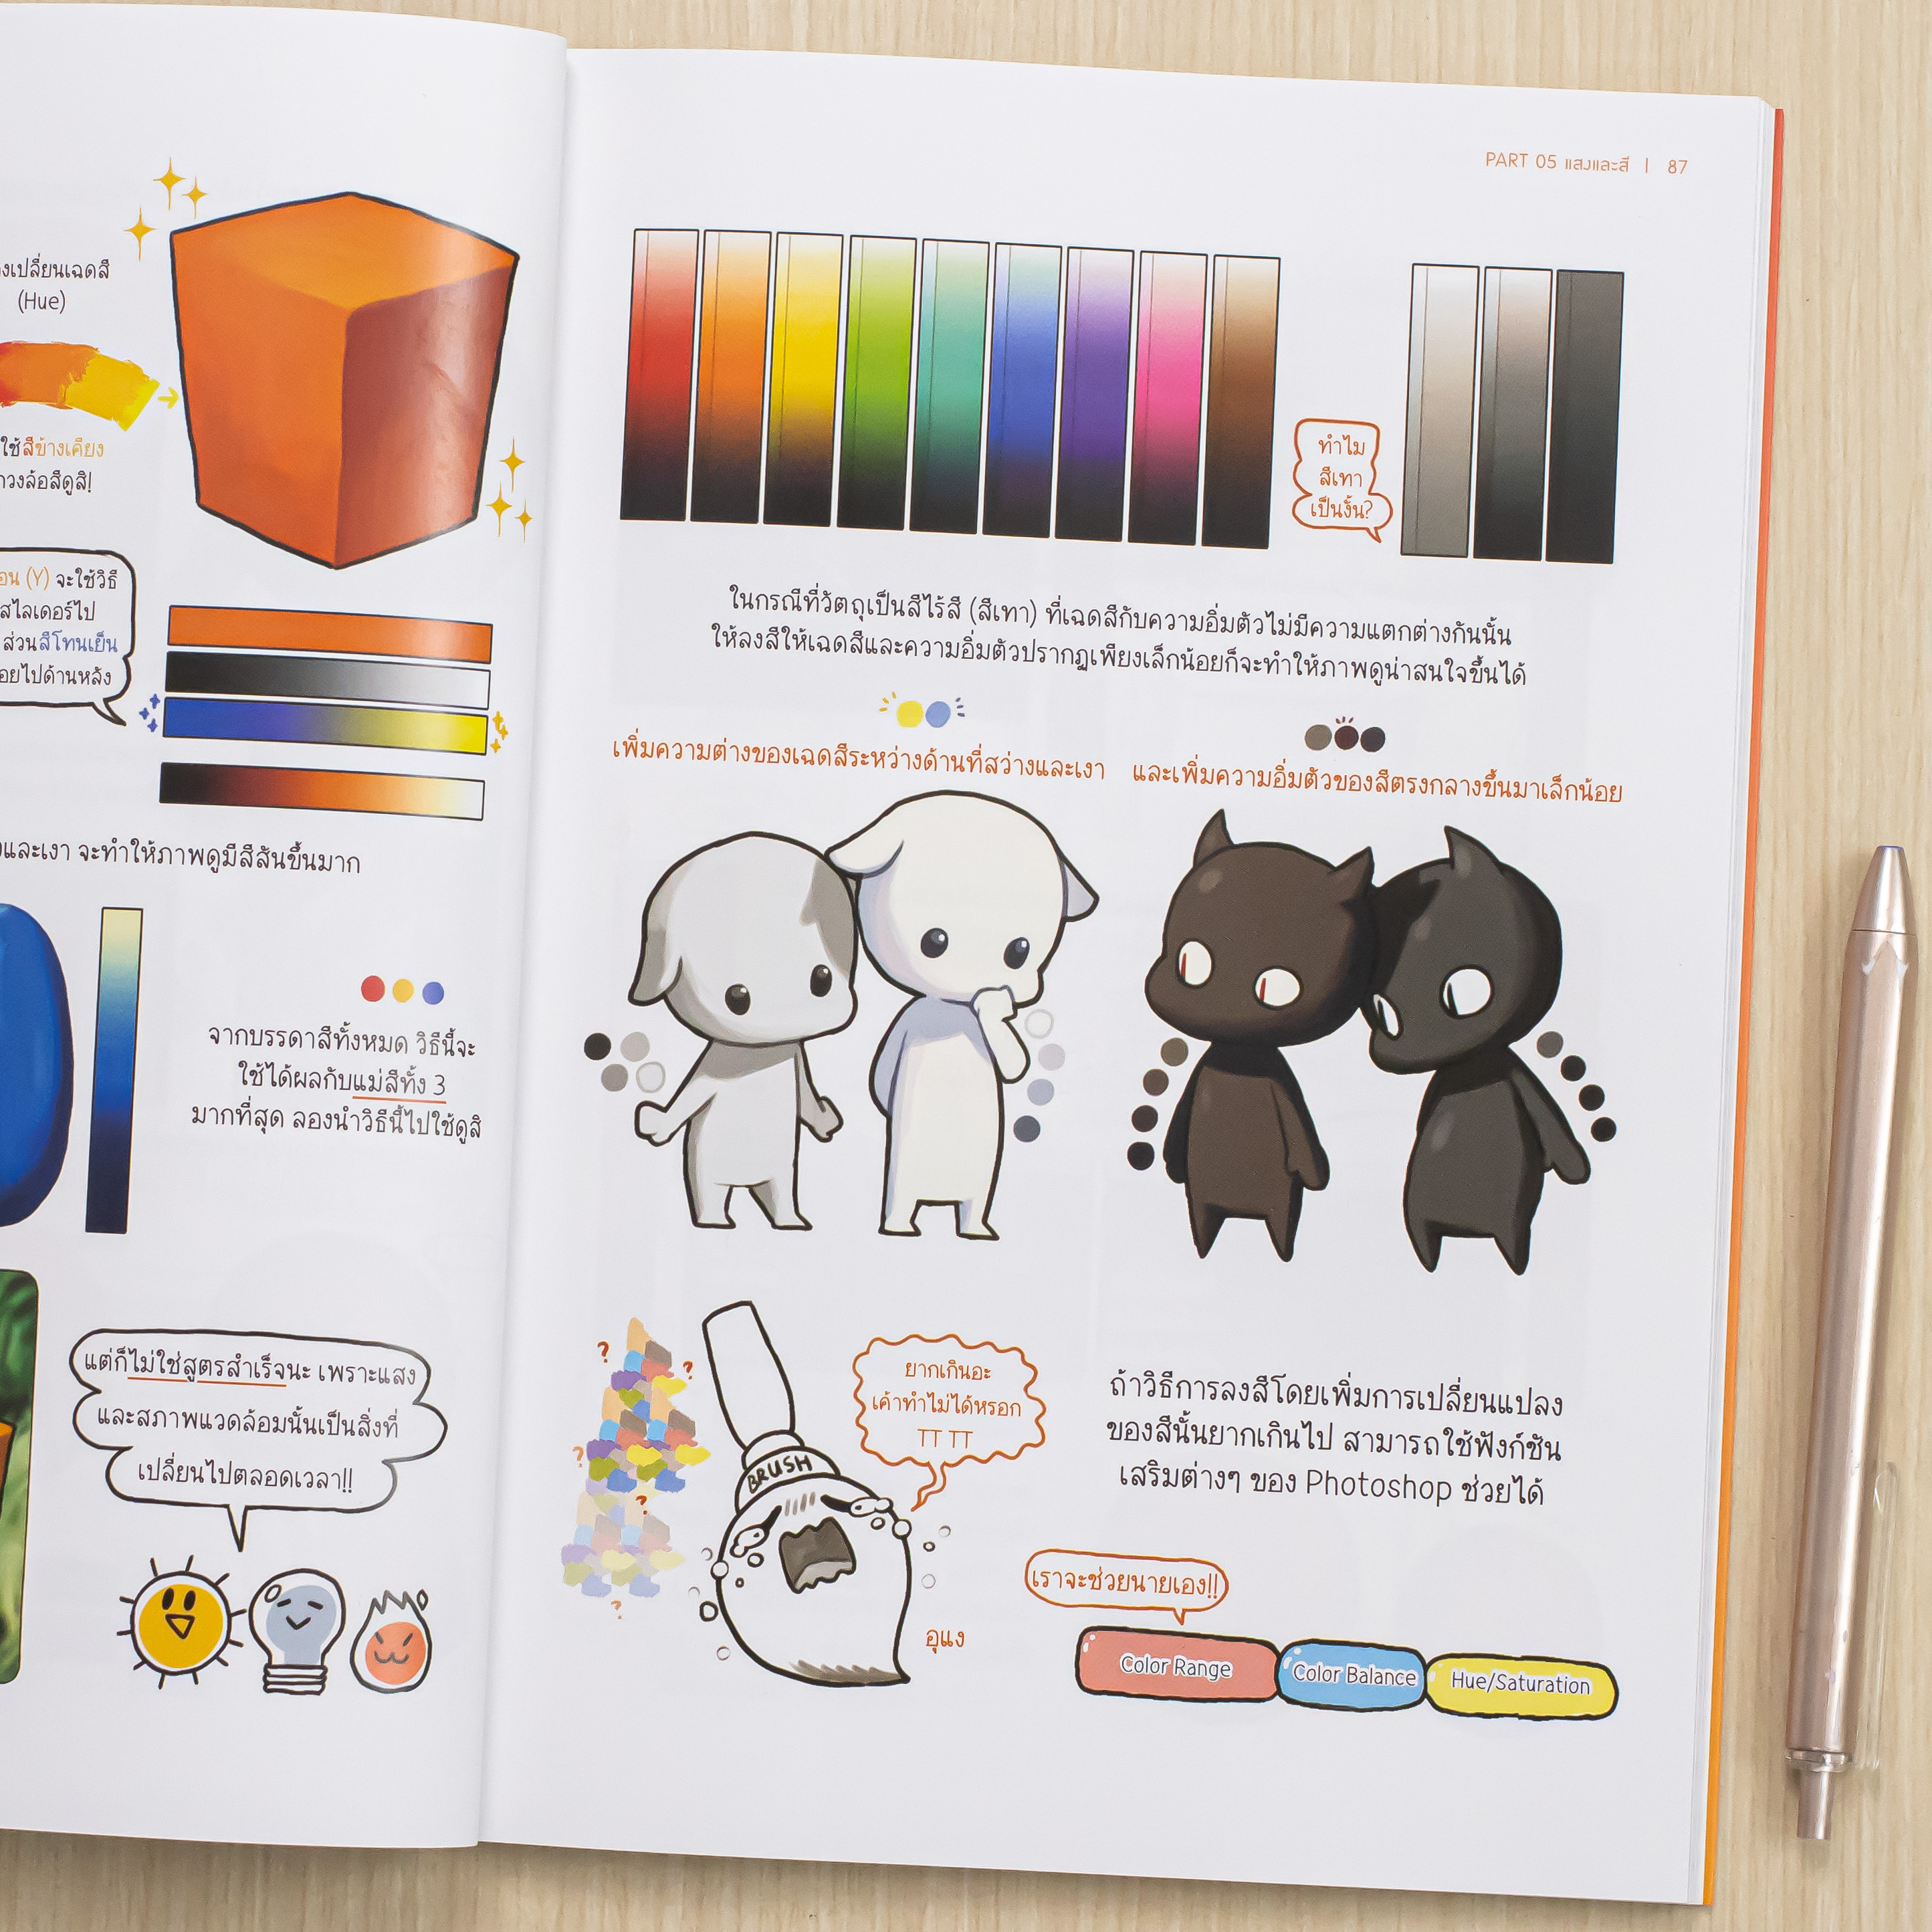 งเปลี่ยนเฉดสี
(Hue)
ใช้สีข้างเคียง
วงล้อสีดูสิ!
(Y) จะใช้วิธี
สไลเดอร์ไป
ส่วนสีโทนเย็น
อยไปด้านหลัง
และเงา จะทำให้ภาพดูมีสีสันขึ้นมาก
จากบรรดาสีทั้งหมด วิธีนี้จะ
ใช้ได้ผลกับแม่สีทั้ง 3
มากที่สุด ลองนำวิธีนี้ไปใช้ดูสิ
แต่ก็ไม่ใช่สูตรสำเร็จนะ เพราะแสง
และสภาพแวดล้อมนั้นเป็นสิ่งที่
เปลี่ยนไปตลอดเวลา!!
PART 05 แสงและสี | 87
ทำไม
สีเทา
เป็นงั้น?
ในกรณีที่วัตถุเป็นสีไร้สี (สีเทา) ที่เฉดสีกับความอิ่มตัวไม่มีความแตกต่างกันนั้น
ให้ลงสีให้เฉดสีและความอิ่มตัวปรากฏเพียงเล็กน้อยก็จะทำให้ภาพดูน่าสนใจขึ้นได้
เพิ่มความต่างของเฉดสีระหว่างด้านที่สว่างและเงา
และเพิ่มความอิ่มตัวของสีตรงกลางขึ้นมาเล็กน้อย
? ? ? ? ?
BRUSH
ยากเกินอะ
เค้าทำไม่ได้หรอก
TT TT
อุแง
ถ้าวิธีการลงสีโดยเพิ่มการเปลี่ยนแปลง
ของสีนั้นยากเกินไป สามารถใช้ฟังก์ชัน
เสริมต่างๆ ของ Photoshop ช่วยได้
เราจะช่วยนายเอง!!
Color Range
Color Balance
Hue/Saturation